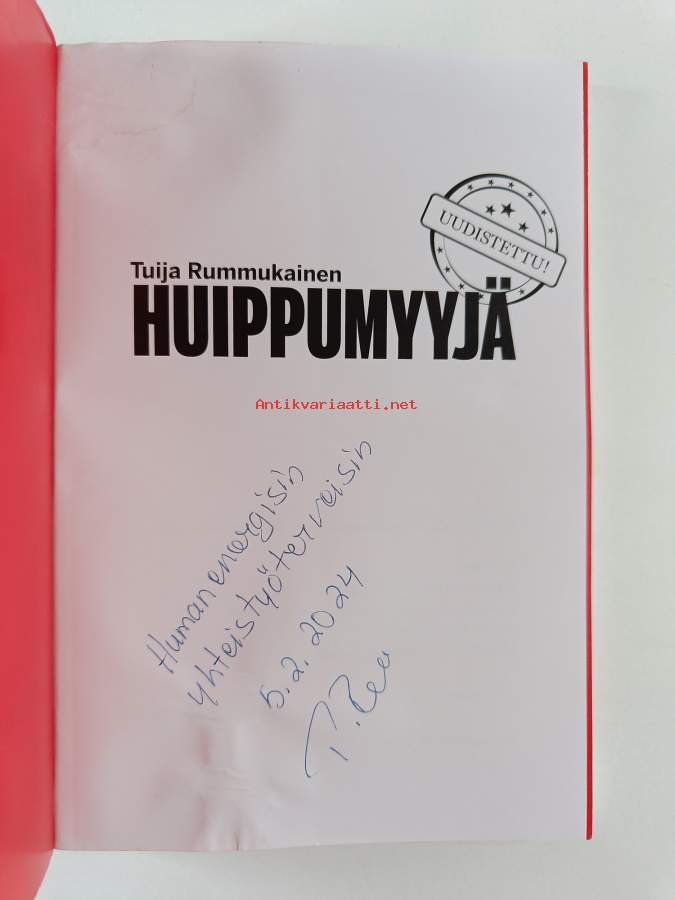 UUDISTETTU!
Tuija Rummukainen
HUIPPUMYYJÄ
Antikvariaatti.net
Humanenergisin
yhteistyöterveisin
5.2.2024